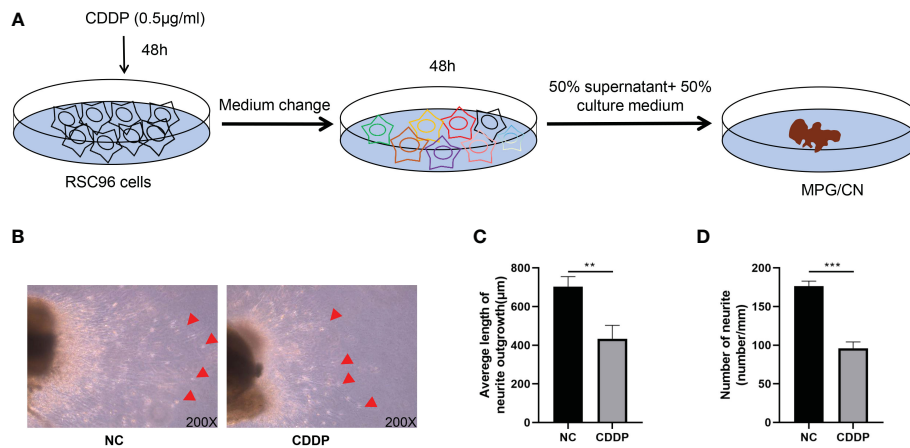 A
CDDP (0.5µg/ml)
48h
RSC96 cells
Medium change
48h
50% supernatant+ 50%
culture medium
MPG/CN
B
200X
NC
200X
CDDP
C
Averege length of
neurite outgrowth(µm)
800
600
400
200
0
**
NC
CDDP
D
Number of neurite
(number/mm)
200
150
100
50
0
***
NC
CDDP